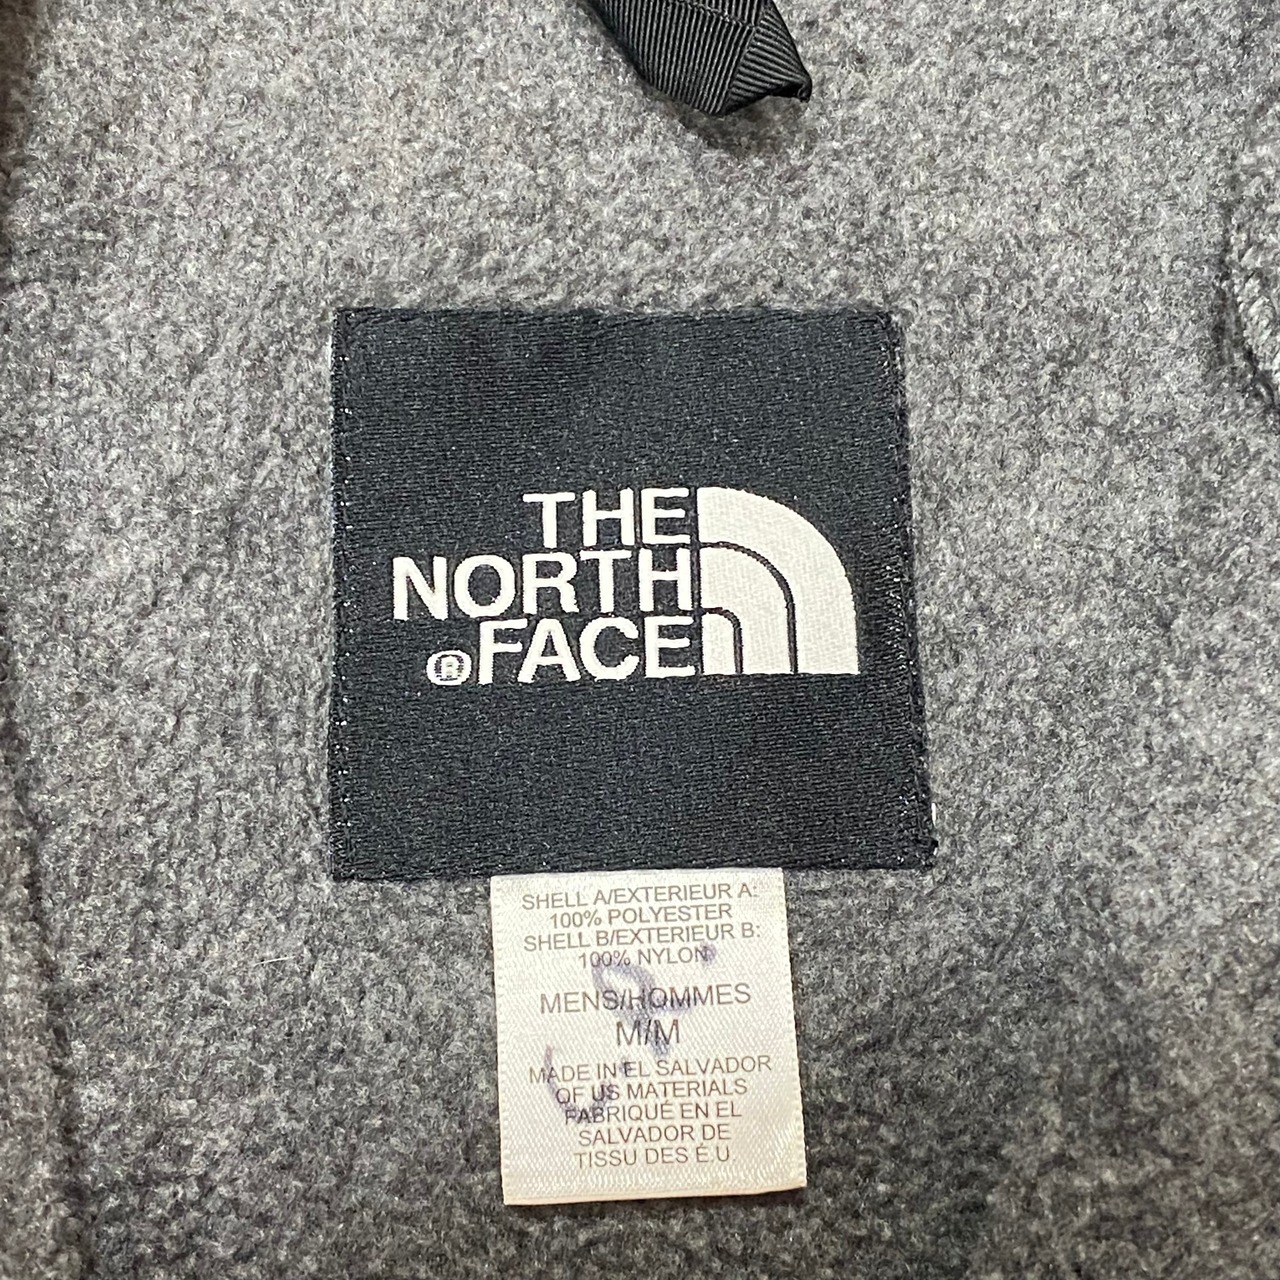 THE
NORTH
®FACE
SHELL A/EXTERIEUR A:
100% POLYESTER
SHELL B/EXTERIEUR B:
100% NYLON
MENS/HOMMES
M/M
MADE IN EL SALVADOR
OF US MATERIALS
FABRIQUÉ EN EL
SALVADOR DE
TISSU DES É.U